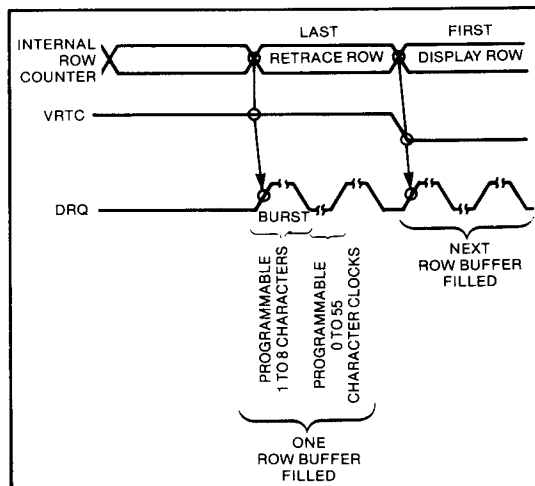 LAST
FIRST
INTERNAL
ROW
COUNTER
RETRACE ROW
DISPLAY ROW
VRTC
DRQ
BURST
PROGRAMMABLE
1 TO 8 CHARACTERS
PROGRAMMABLE
0 TO 55
CHARACTER CLOCKS
NEXT
ROW BUFFER
FILLED
ONE
ROW BUFFER
FILLED